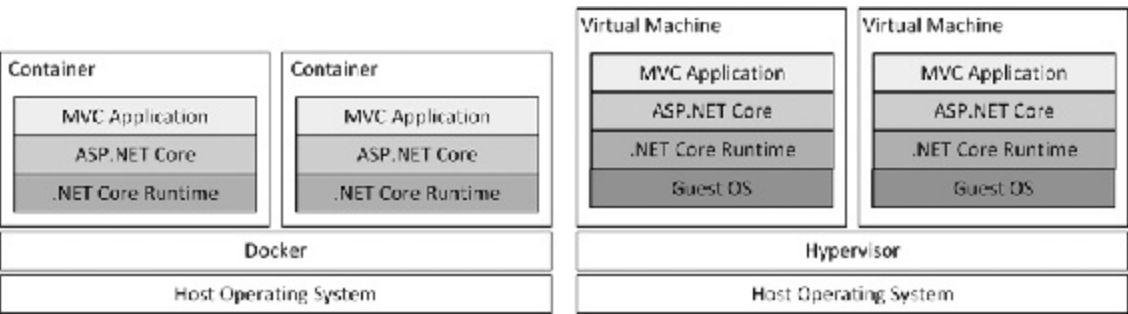 Container
MVC Application
ASP.NET Core
.NET Core Runtime
Container
MVC Application
ASP.NET Core
.NET Core Runtime
Docker
Host Operating System
Virtual Machine
MVC Application
ASP.NET Core
.NET Core Runtime
Guest OS
Virtual Machine
MVC Application
ASP.NET Core
.NET Core Runtime
Guest OS
Hypervisor
Host Operating System